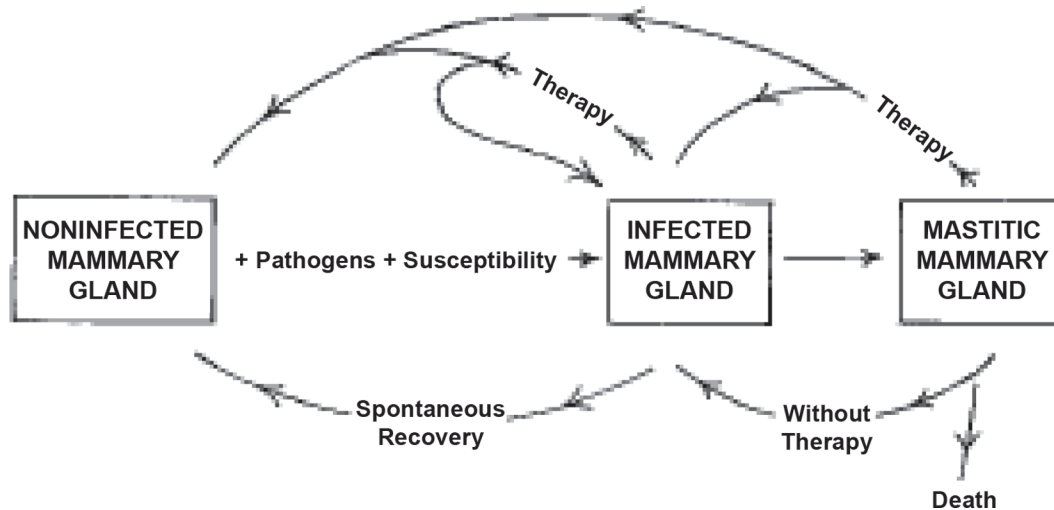 Therapy
Therapy
NONINFECTED
MAMMARY
GLAND
+ Pathogens + Susceptibility
INFECTED
MAMMARY
GLAND
MASTITIC
MAMMARY
GLAND
Spontaneous
Recovery
Without
Therapy
Death